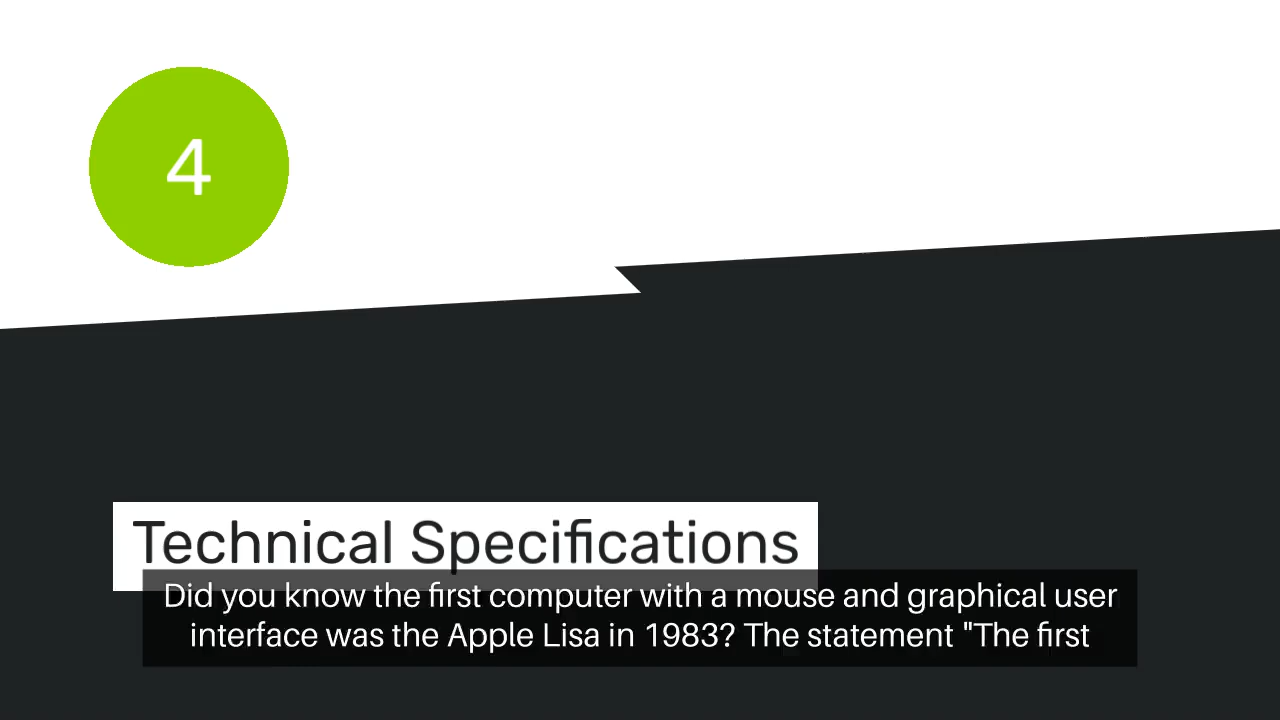 4
Technical Specifications
Did you know the first computer with a mouse and graphical user
interface was the Apple Lisa in 1983? The statement "The first